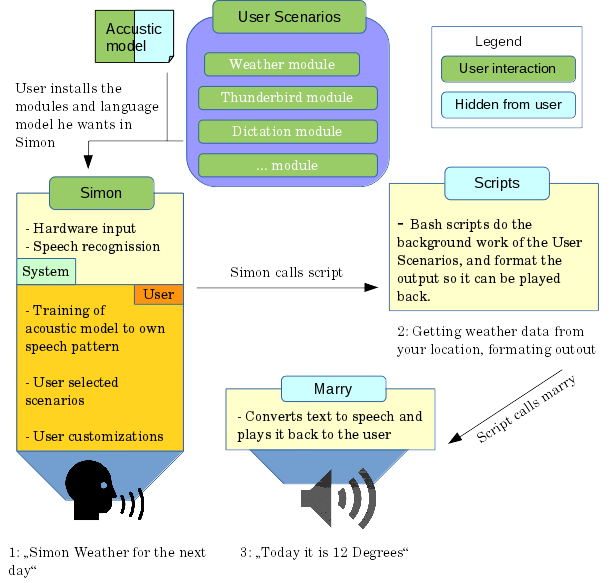 Accustic
model
User Scenarios
Weather module
Thunderbird module
Dictation module
... module
Legend
User interaction
Hidden from user
User installs the
modules and language
model he wants in
Simon
Simon
- Hardware input
- Speech recognission
System
User
- Training of
acoustic model to own
speech pattern
- User selected
scenarios
- User customizations
Simon calls script
Scripts
- Bash scripts do the
background work of the User
Scenarios, and format the
output so it can be played
back.
2: Getting weather data from
your location, formating outout
Script calls marry
Marry
- Converts text to speech and
plays it back to the user
1: „Simon Weather for the next
day“
3: „Today it is 12 Degrees“